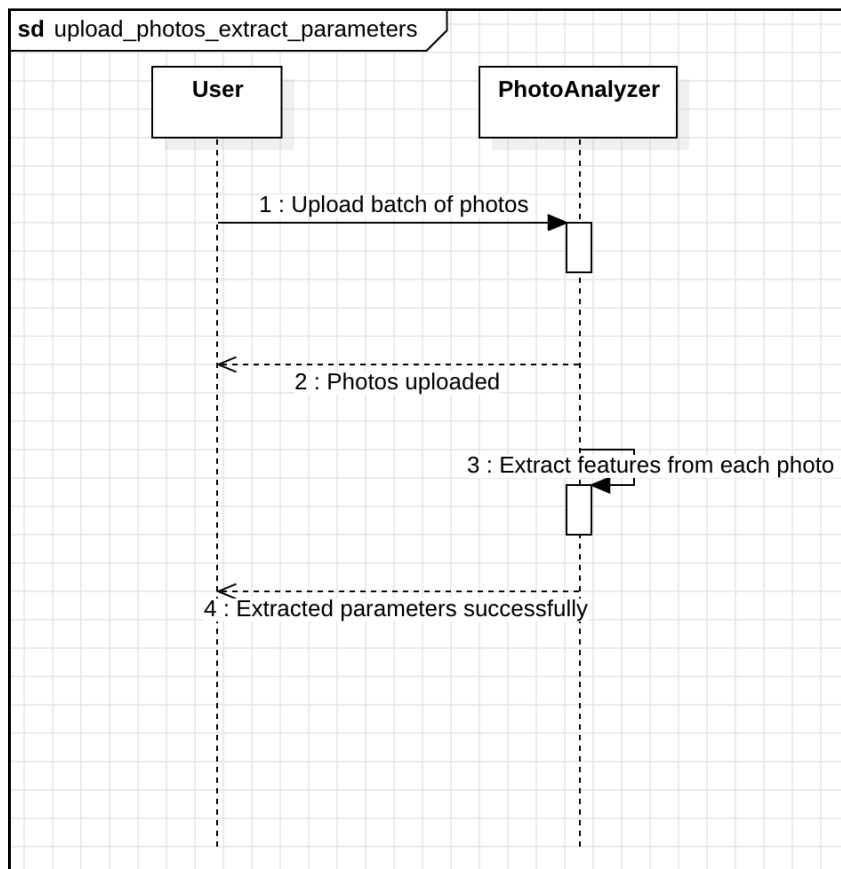 sd upload_photos_extract_parameters
User
PhotoAnalyzer
1 : Upload batch of photos
2 : Photos uploaded
3 : Extract features from each photo
4 : Extracted parameters successfully